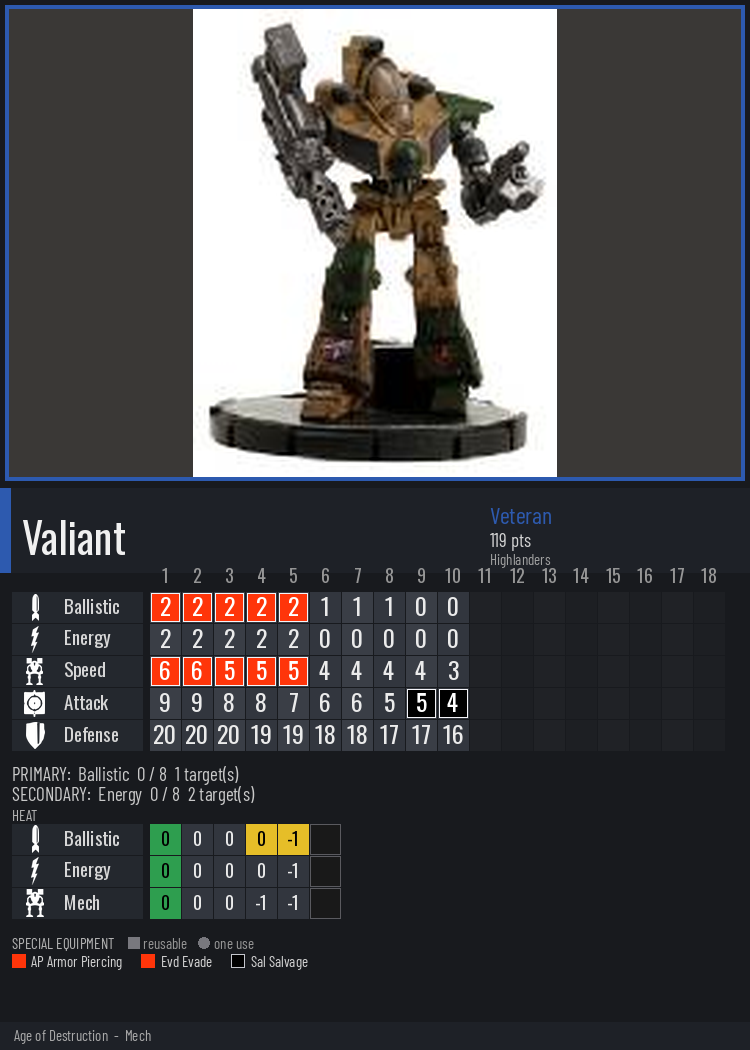 Valiant
Veteran
119 pts
Highlanders
1 2 3 4 5 6 7 8 9 10 11 12 13 14 15 16 17 18
Ballistic 2 2 2 2 2 1 1 1 0 0
Energy 2 2 2 2 2 0 0 0 0 0
Speed 6 6 5 5 5 4 4 4 4 3
Attack 9 9 8 8 7 6 6 5 5 4
Defense 20 20 20 19 19 18 18 17 17 16
PRIMARY: Ballistic 0 / 8 1 target(s)
SECONDARY: Energy 0 / 8 2 target(s)
HEAT
Ballistic 0 0 0 0 -1
Energy 0 0 0 0 -1
Mech 0 0 0 -1 -1
SPECIAL EQUIPMENT reusable one use
AP Armor Piercing Evd Evade Sal Salvage
Age of Destruction - Mech